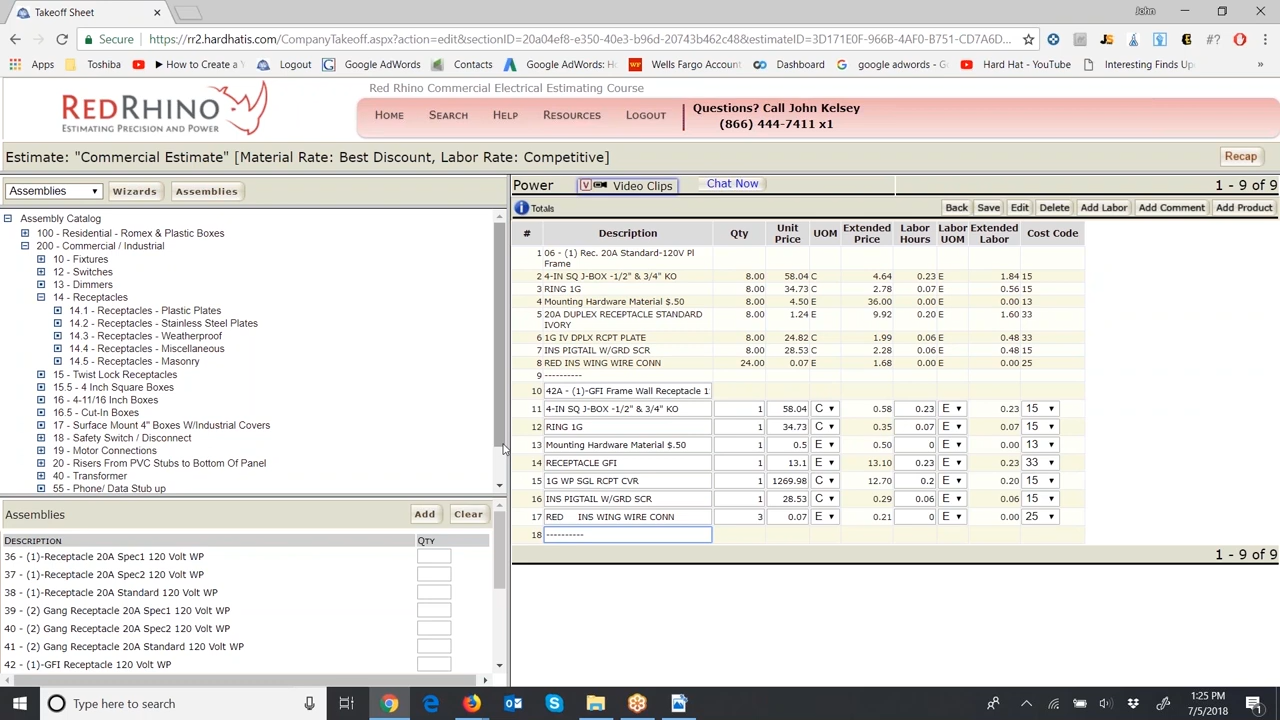 Takeoff Sheet
John
Secure
https://rr2.hardhatis.com/CompanyTakeoff.aspx?action=edit&sectionID=20a04ef8-e350-40e3-b96d-20743b462c48&estimateID=3D171E0F-966B-4AF0-B751-CD7A6D...
Apps Toshiba How to Create a Logout Google AdWords Contacts Google AdWords: Ho Wells Fargo Account Dashboard google adwords - G Hard Hat - YouTube Interesting Finds Up
RED RHINO
ESTIMATING PRECISION AND POWER
Red Rhino Commercial Electrical Estimating Course
HOME SEARCH HELP RESOURCES LOGOUT
Questions? Call John Kelsey
(866) 444-7411 x1
Estimate: "Commercial Estimate" [Material Rate: Best Discount, Labor Rate: Competitive]
Recap
Assemblies Wizards Assemblies
Assembly Catalog
100 - Residential - Romex & Plastic Boxes
200 - Commercial / Industrial
10 - Fixtures
12 - Switches
13 - Dimmers
14 - Receptacles
14.1 - Receptacles - Plastic Plates
14.2 - Receptacles - Stainless Steel Plates
14.3 - Receptacles - Weatherproof
14.4 - Receptacles - Miscellaneous
14.5 - Receptacles - Masonry
15 - Twist Lock Receptacles
15.5 - 4 Inch Square Boxes
16 - 4-11/16 Inch Boxes
16.5 - Cut-In Boxes
17 - Surface Mount 4" Boxes W/Industrial Covers
18 - Safety Switch / Disconnect
19 - Motor Connections
20 - Risers From PVC Stubs to Bottom Of Panel
40 - Transformer
55 - Phone/ Data Stub up
Assemblies Add Clear
DESCRIPTION QTY
36 - (1)-Receptacle 20A Spec1 120 Volt WP
37 - (1)-Receptacle 20A Spec2 120 Volt WP
38 - (1)-Receptacle 20A Standard 120 Volt WP
39 - (2) Gang Receptacle 20A Spec1 120 Volt WP
40 - (2) Gang Receptacle 20A Spec2 120 Volt WP
41 - (2) Gang Receptacle 20A Standard 120 Volt WP
42 - (1)-GFI Receptacle 120 Volt WP
Power V Video Clips Chat Now 1 - 9 of 9
Totals Back Save Edit Delete Add Labor Add Comment Add Product
# Description Qty Unit Price UOM Extended Price Labor Hours Labor UOM Extended Labor Cost Code
1 06 - (1) Rec. 20A Standard-120V Pl
Frame
2 4-IN SQ J-BOX -1/2" & 3/4" KO 8.00 58.04 C 4.64 0.23 E 1.84 15
3 RING 1G 8.00 34.73 C 2.78 0.07 E 0.56 15
4 Mounting Hardware Material $.50 8.00 4.50 E 36.00 0.00 E 0.00 13
5 20A DUPLEX RECEPTACLE STANDARD 8.00 1.24 E 9.92 0.20 E 1.60 33
IVORY
6 1G IV DPLX RCPT PLATE 8.00 24.82 C 1.99 0.06 E 0.48 33
7 INS PIGTAIL W/GRD SCR 8.00 28.53 C 2.28 0.06 E 0.48 15
8 RED INS WING WIRE CONN 24.00 0.07 E 1.68 0.00 E 0.00 25
9 ----------
10 42A - (1)-GFI Frame Wall Receptacle 1
11 4-IN SQ J-BOX -1/2" & 3/4" KO 1 58.04 C 0.58 0.23 E 0.23 15
12 RING 1G 1 34.73 C 0.35 0.07 E 0.07 15
13 Mounting Hardware Material $.50 1 0.5 E 0.50 0 E 0.00 13
14 RECEPTACLE GFI 1 13.1 E 13.10 0.23 E 0.23 33
15 1G WP SGL RCPT CVR 1 1269.98 C 12.70 0.2 E 0.20 15
16 INS PIGTAIL W/GRD SCR 1 28.53 C 0.29 0.06 E 0.06 15
17 RED INS WING WIRE CONN 3 0.07 E 0.21 0 E 0.00 25
18 ----------
1 - 9 of 9
Type here to search
1:25 PM
7/5/2018